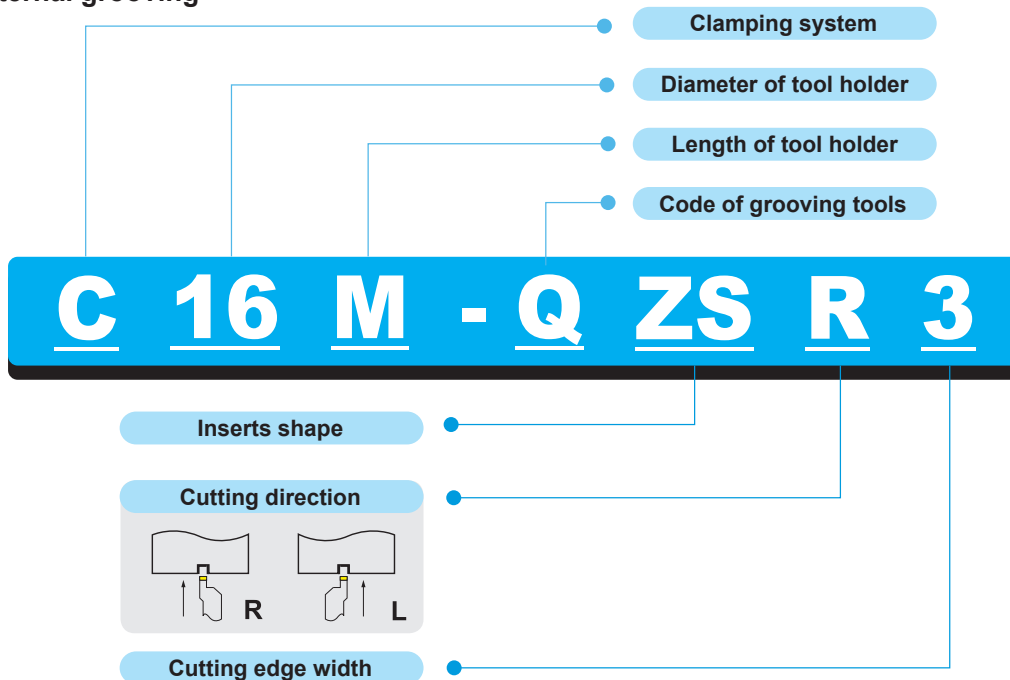 Clamping system
Diameter of tool holder
Length of tool holder
Code of grooving tools
C 16 M - Q ZS R 3
Inserts shape
Cutting direction
R L
Cutting edge width